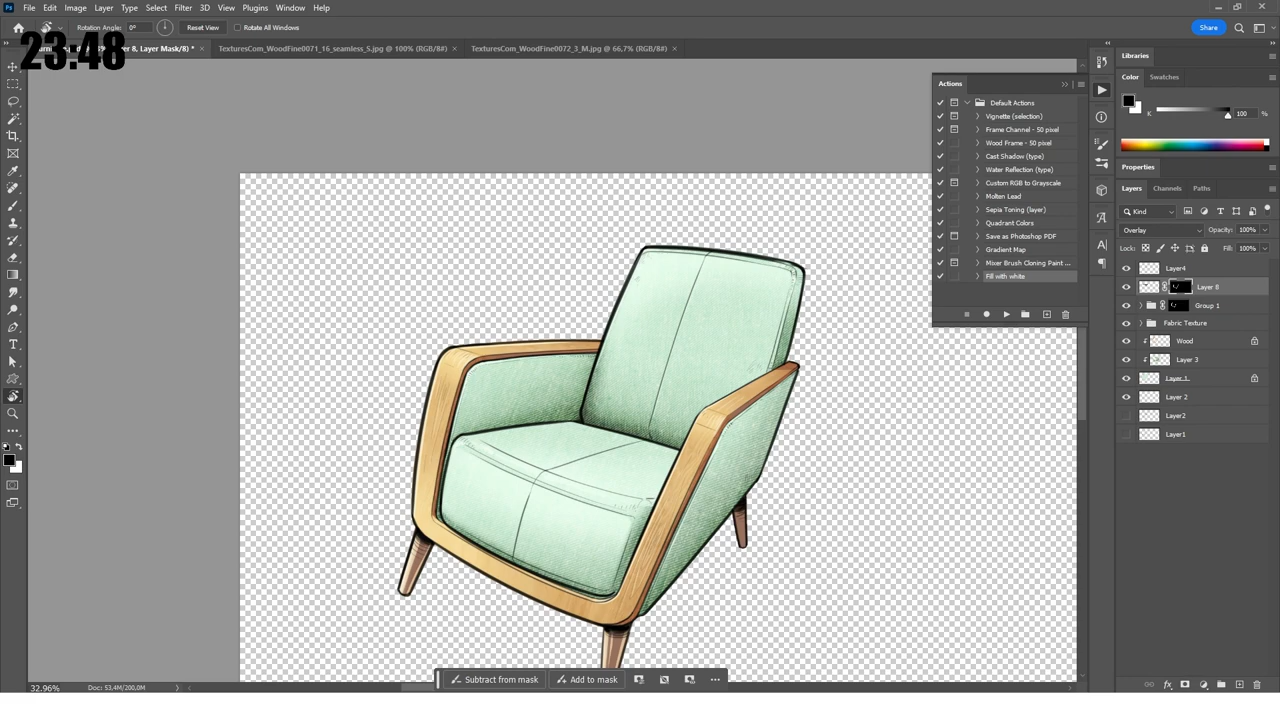 Ps File Edit Image Layer Type Select Filter 3D View Plugins Window Help
Rotation Angle: 0° Reset View Rotate All Windows Share
23:48
er 8, Layer Mask/8) * × TexturesCom_WoodFine0071_16_seamless_S.jpg @ 100% (RGB/8#) × TexturesCom_WoodFine0072_3_M.jpg @ 66,7% (RGB/8#) ×
Actions
Default Actions
Vignette (selection)
Frame Channel - 50 pixel
Wood Frame - 50 pixel
Cast Shadow (type)
Water Reflection (type)
Custom RGB to Grayscale
Molten Lead
Sepia Toning (layer)
Quadrant Colors
Save as Photoshop PDF
Gradient Map
Mixer Brush Cloning Paint ...
Fill with white
Libraries
Color Swatches
K 100 %
Properties
Layers Channels Paths
Kind
Overlay Opacity: 100%
Lock: Fill: 100%
Layer4
Layer 8
Group 1
Fabric Texture
Wood
Layer 3
Layer 1
Layer 2
Layer2
Layer1
Subtract from mask Add to mask
32.96% Doc: 53,4M/200,0M